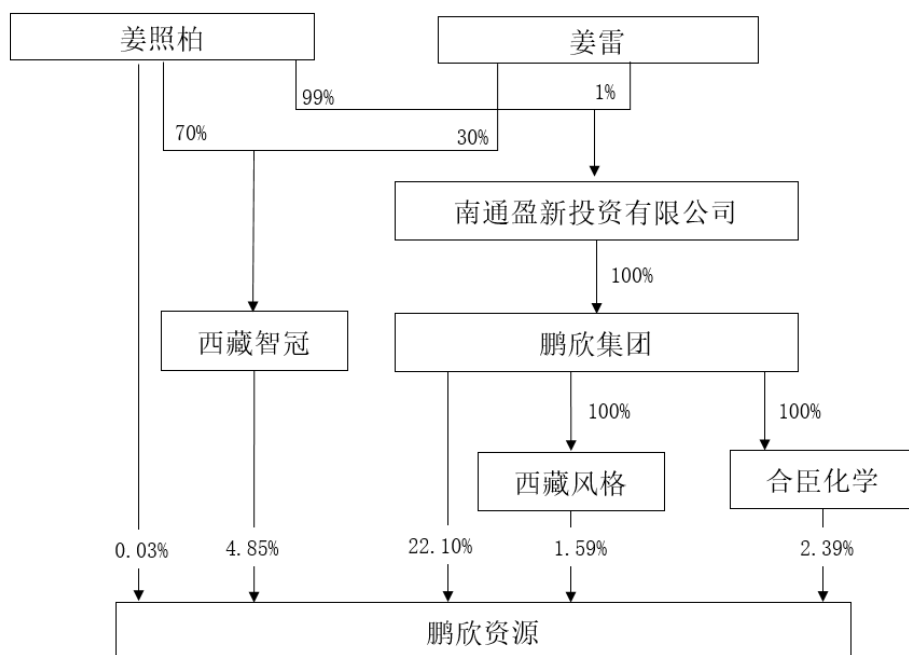 姜照柏
姜雷
99%
1%
70%
30%
南通盈新投资有限公司
100%
西藏智冠
鹏欣集团
100%
100%
西藏风格
合臣化学
0.03%
4.85%
22.10%
1.59%
2.39%
鹏欣资源